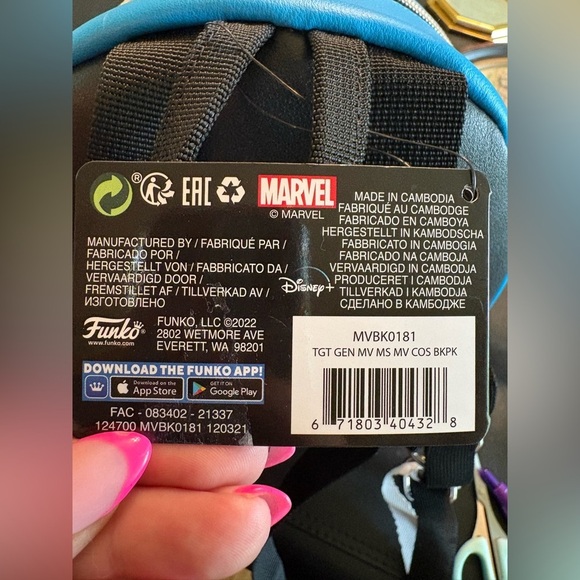 ® EAC MARVEL
© MARVEL
MADE IN CAMBODIA
FABRIQUÉ AU CAMBODGE
FABRICADO EN CAMBOYA
HERGESTELLT IN KAMBODSCHA
FABBRICATO IN CAMBOGIA
FABRICADO NA CAMBOJA
VERVAARDIGD IN CAMBODJA
PRODUCERET I CAMBODJA
TILLVERKAD I KAMBODJA
СДЕЛАНО В КАМБОДЖЕ
MANUFACTURED BY / FABRIQUÉ PAR /
FABRICADO POR /
HERGESTELLT VON / FABBRICATO DA /
VERVAARDIGD DOOR /
FREMSTILLET AF / TILLVERKAD AV /
ИЗГОТОВЛЕНО
Disney+
Funko
www.funko.com
FUNKO, LLC ©2022
2802 WETMORE AVE
EVERETT, WA 98201
DOWNLOAD THE FUNKO APP!
Download on the
App Store
GET IT ON
Google Play
FAC - 083402 - 21337
124700 MVBK0181 120321
MVBK0181
TGT GEN MV MS MV COS BKPK
6 71803 40432 8